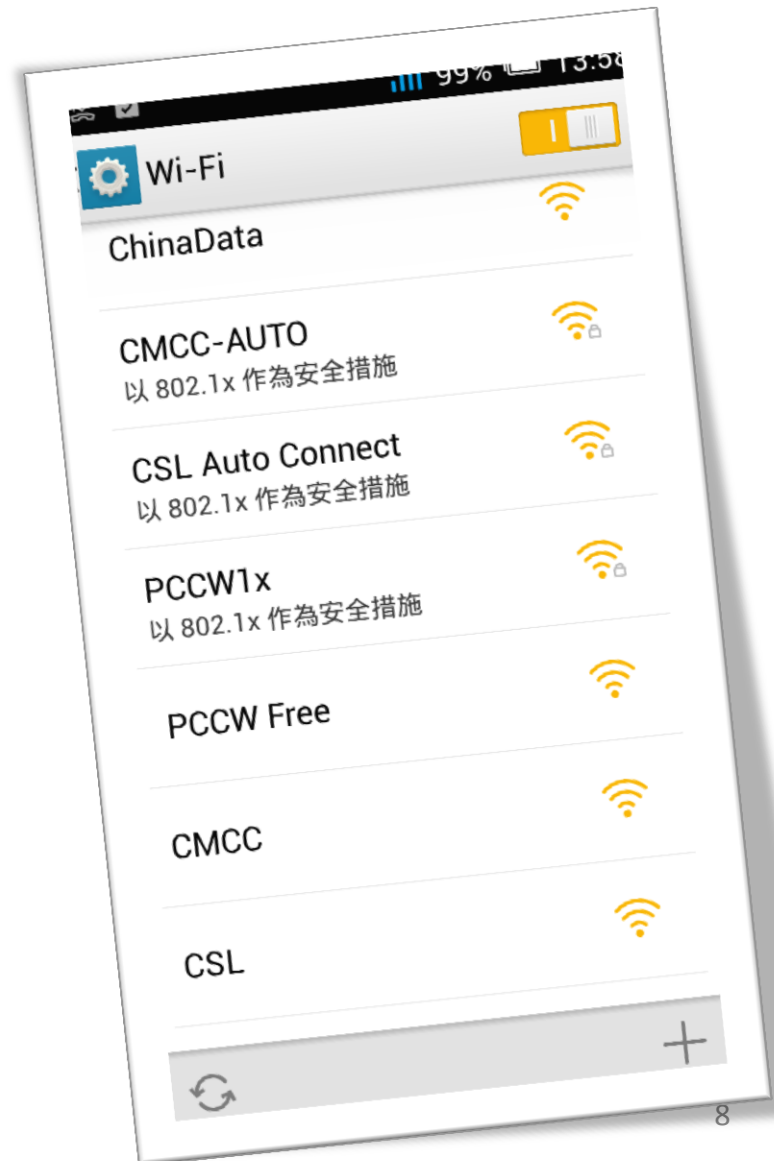 99% 13:58
Wi-Fi
ChinaData
CMCC-AUTO
以 802.1x 作為安全措施
CSL Auto Connect
以 802.1x 作為安全措施
PCCW1x
以 802.1x 作為安全措施
PCCW Free
CMCC
CSL
8